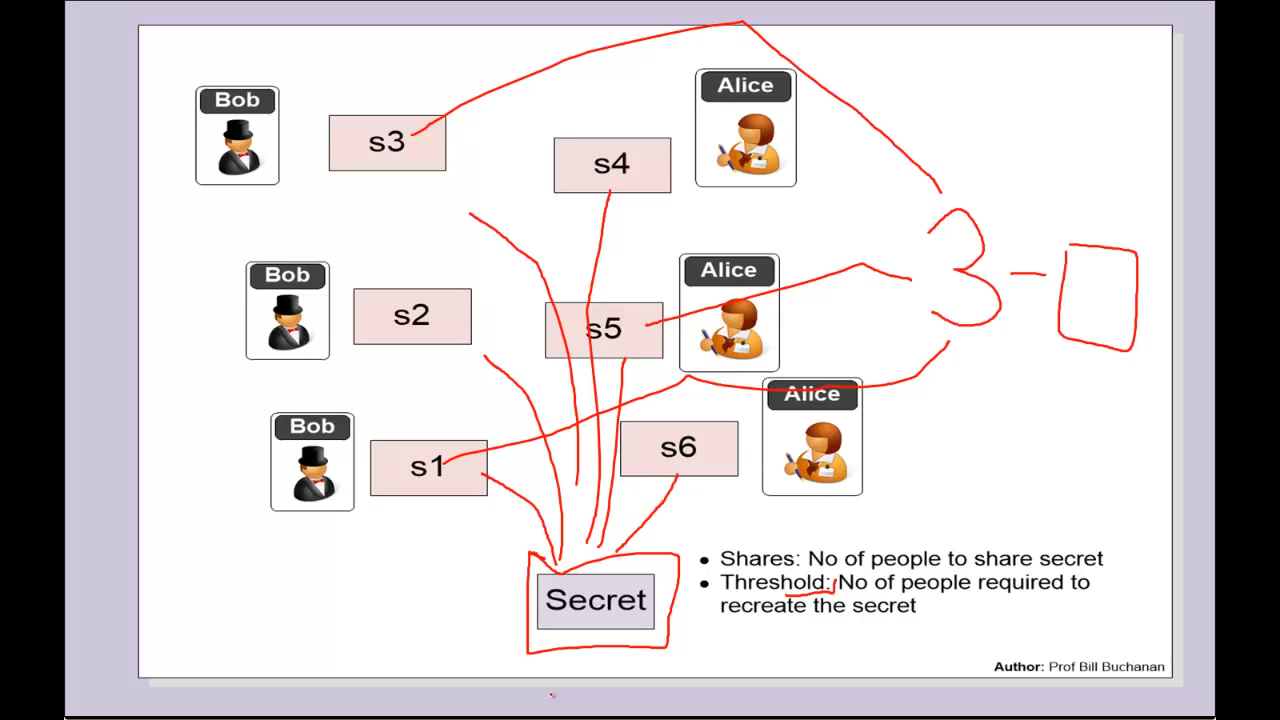 Bob
s3
Alice
s4
Bob
s2
Alice
s5
3
Bob
s1
Alice
s6
Secret
• Shares: No of people to share secret
• Threshold: No of people required to
recreate the secret
Author: Prof Bill Buchanan